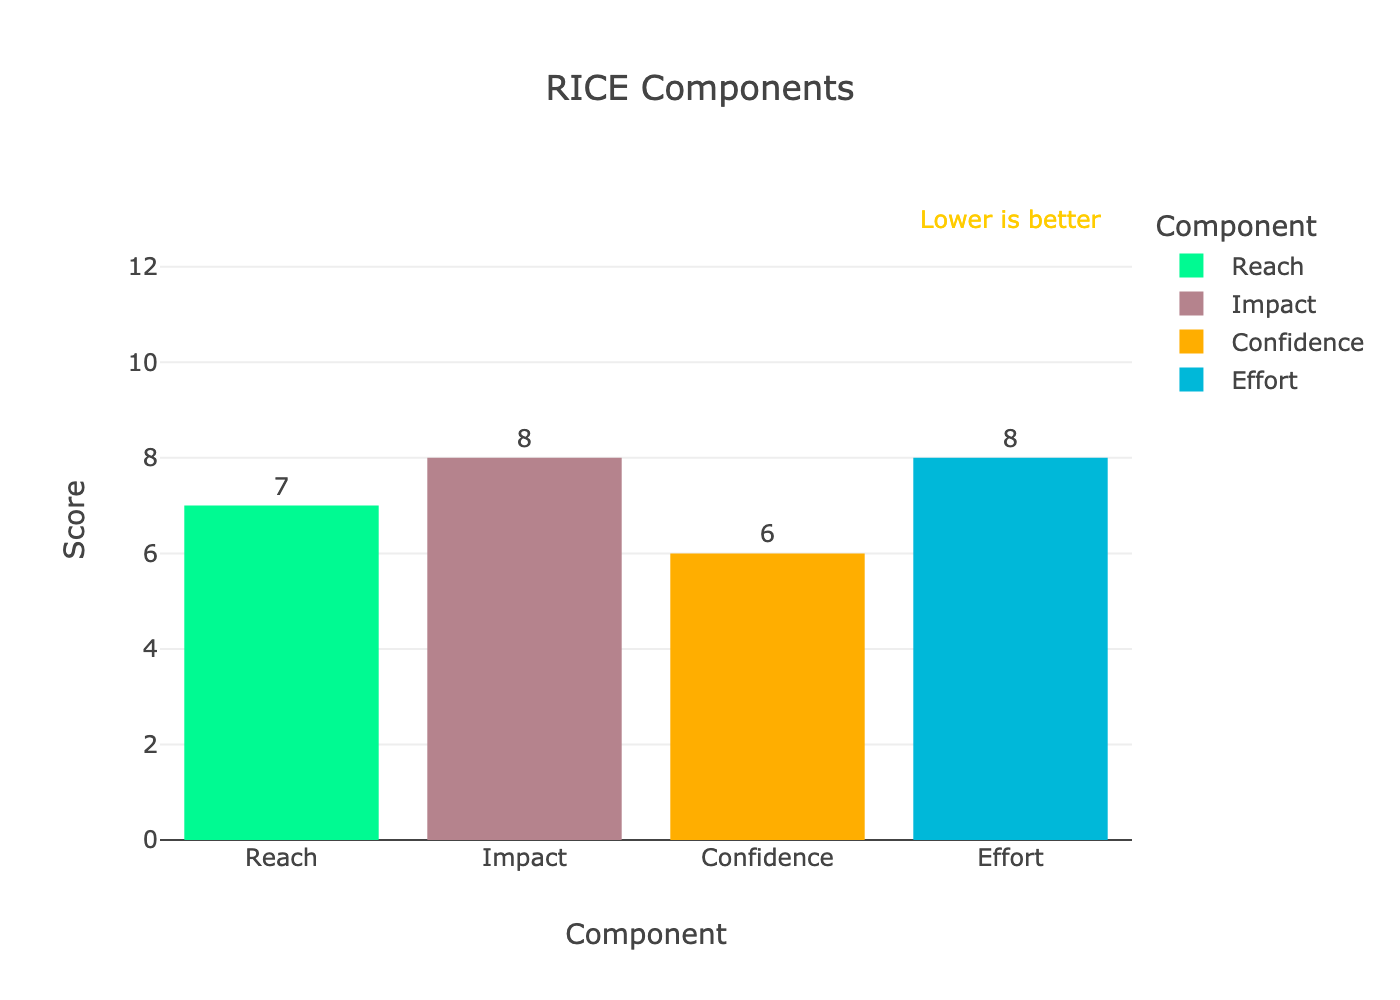 RICE Components
Lower is better
Component
Reach
Impact
Confidence
Effort
12
10
8
6
4
2
0
Score
7
8
6
8
Reach
Impact
Confidence
Effort
Component